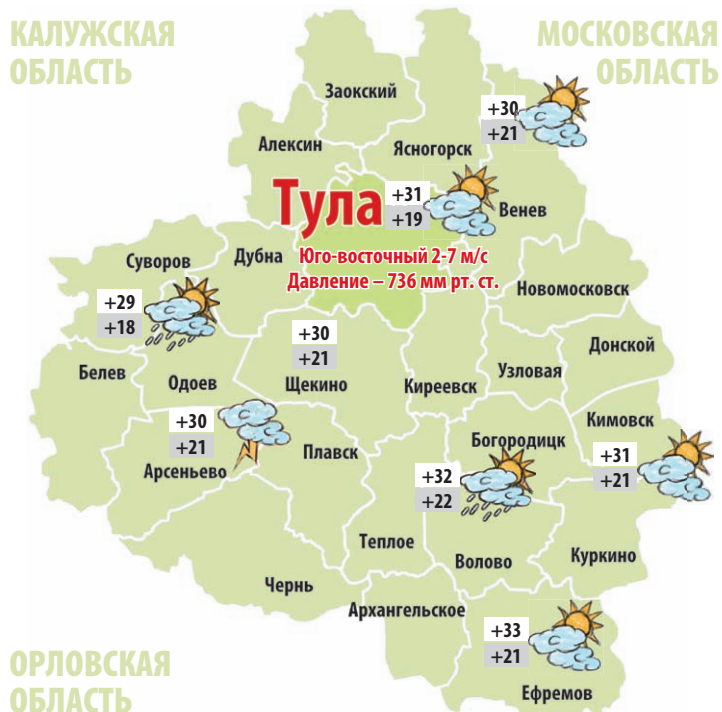 КАЛУЖСКАЯ
ОБЛАСТЬ
МОСКОВСКАЯ
ОБЛАСТЬ
Заокский
+30
+21
Алексин
Ясногорск
Тула
+31
+19
Венев
Юго-восточный 2-7 м/с
Давление – 736 мм рт. ст.
Суворов
Дубна
Новомосковск
+29
+18
+30
+21
Щекино
Донской
Белев
Одоев
Киреевск
Узловая
+30
+21
Арсеньево
Плавск
Богородицк
Кимовск
+31
+21
+32
+22
Теплое
Волово
Куркино
Чернь
Архангельское
+33
+21
Ефремов
ОРЛОВСКАЯ
ОБЛАСТЬ